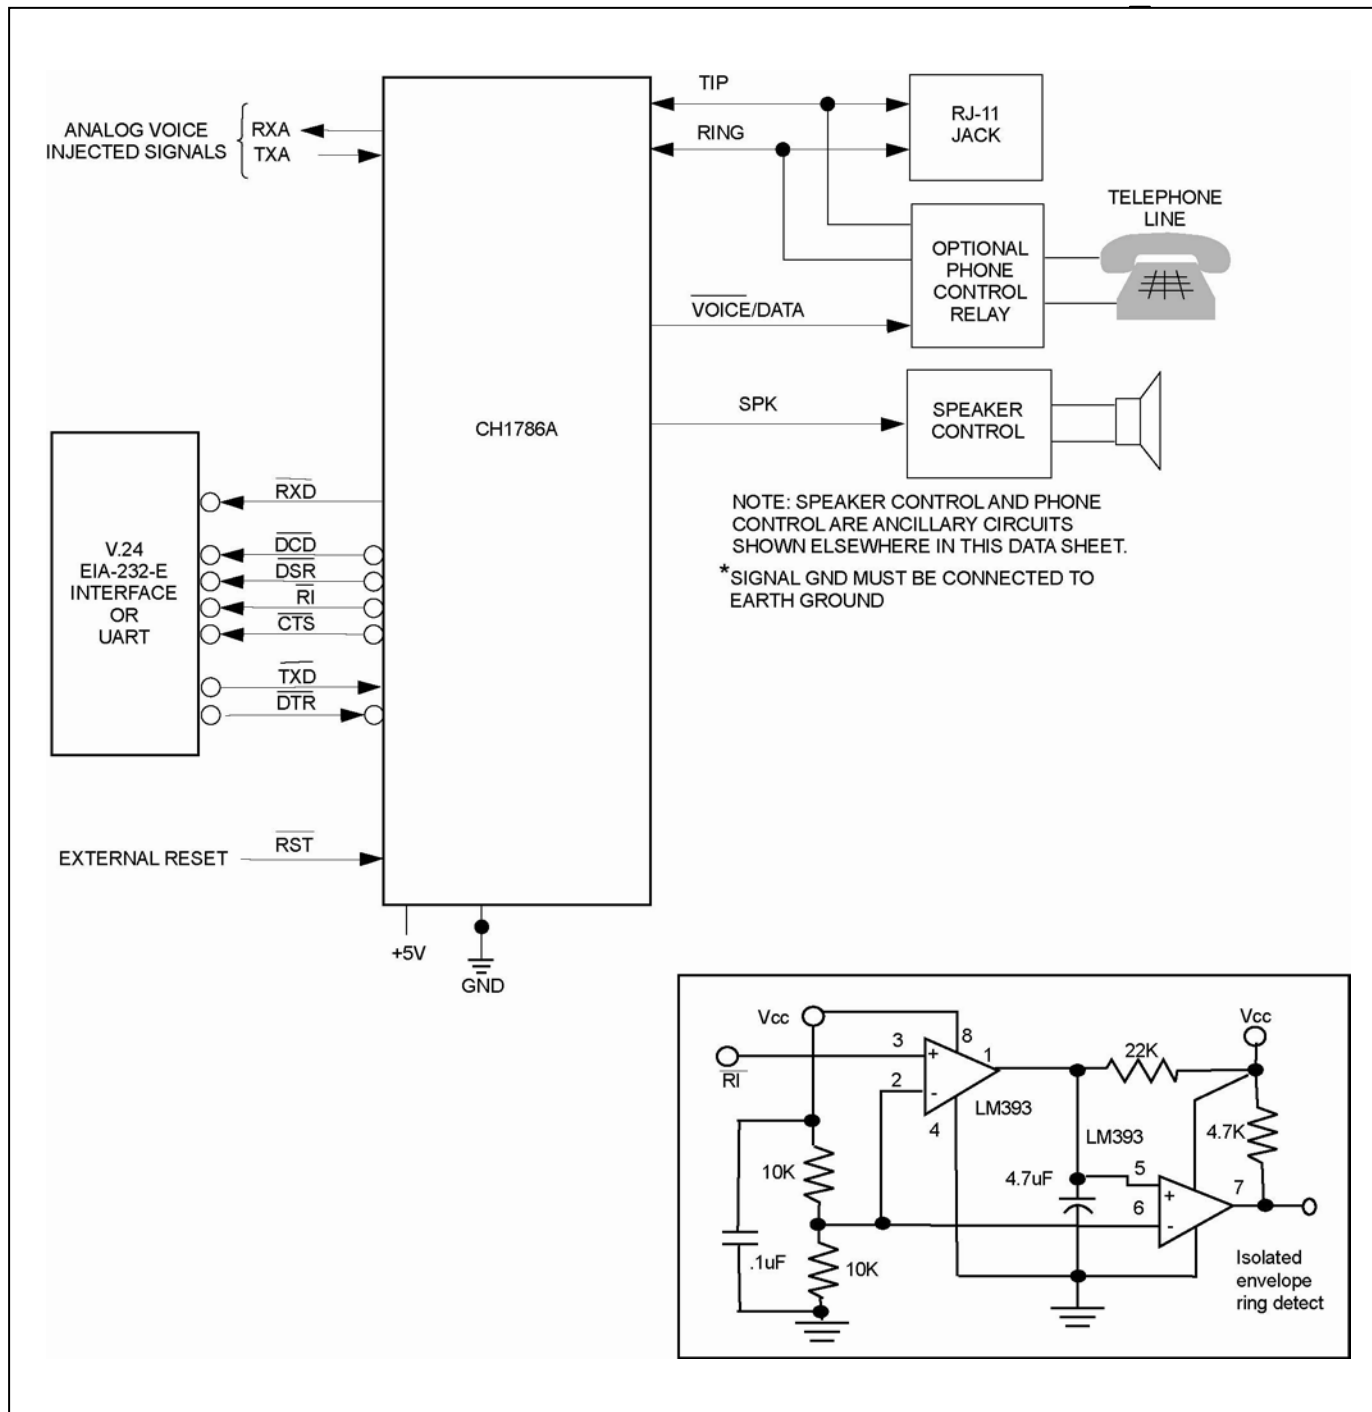 TIP
RJ-11
JACK
RING
ANALOG VOICE
INJECTED SIGNALS
RXA
TXA
TELEPHONE
LINE
OPTIONAL
PHONE
CONTROL
RELAY
VOICE/DATA
SPK
SPEAKER
CONTROL
CH1786A
NOTE: SPEAKER CONTROL AND PHONE
CONTROL ARE ANCILLARY CIRCUITS
SHOWN ELSEWHERE IN THIS DATA SHEET.
*SIGNAL GND MUST BE CONNECTED TO
EARTH GROUND
V.24
EIA-232-E
INTERFACE
OR
UART
RXD
DCD
DSR
RI
CTS
TXD
DTR
EXTERNAL RESET
RST
+5V
GND
Vcc
RI
3
+
8
1
2
-
4
LM393
22K
Vcc
4.7K
LM393
10K
4.7uF
5
+
6
-
7
.1uF
10K
Isolated
envelope
ring detect